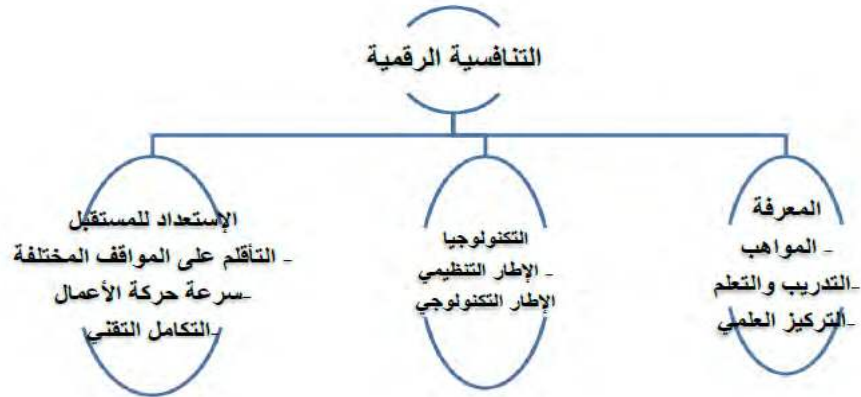 التنافسية الرقمية
المعرفة
- المواهب
-التدريب والتعلم
-التركيز العلمي
التكنولوجيا
- الإطار التنظيمي
الإطار التكنولوجي
الإستعداد للمستقبل
- التأقلم على المواقف المختلفة
-سرعة حركة الأعمال
-التكامل التقني